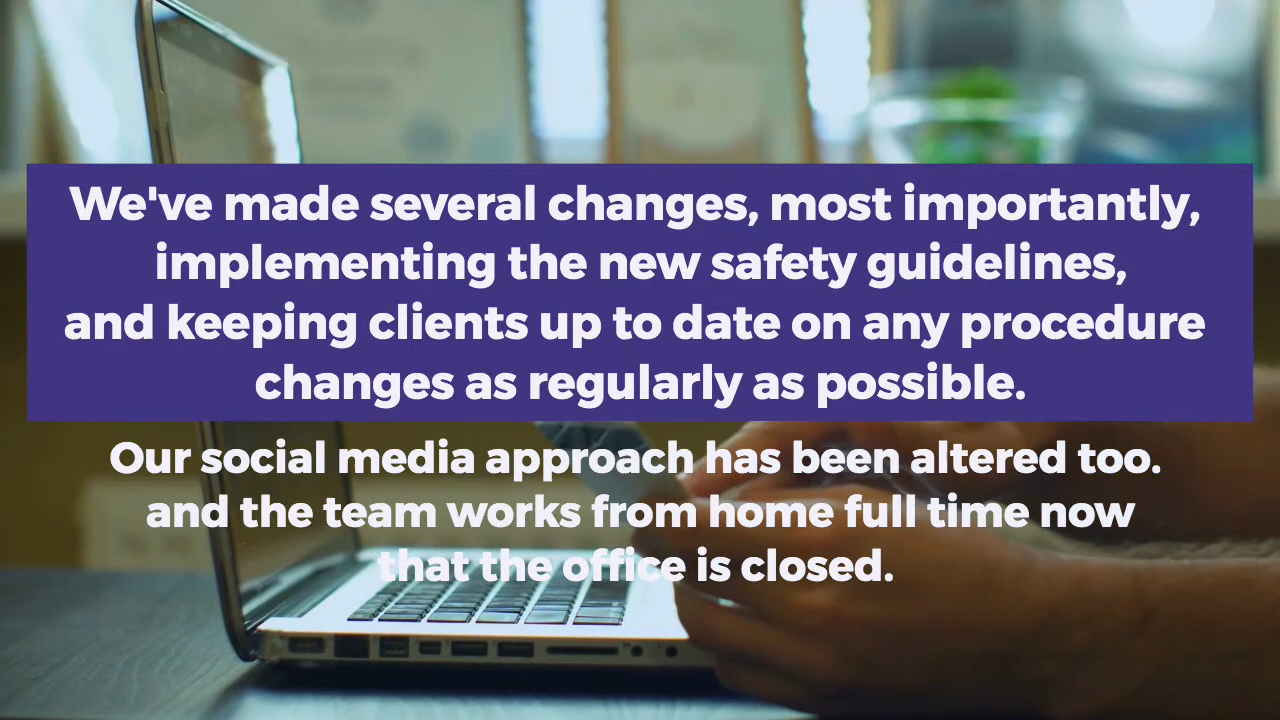 We've made several changes, most importantly,
implementing the new safety guidelines,
and keeping clients up to date on any procedure
changes as regularly as possible.
Our social media approach has been altered too.
and the team works from home full time now
that the office is closed.